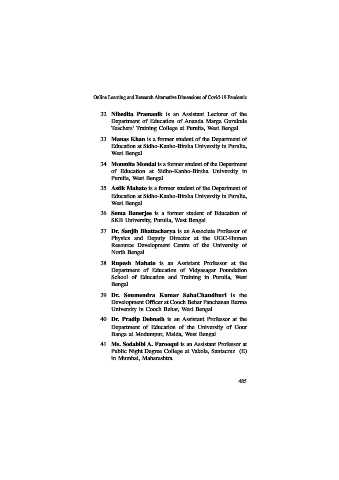 Online Learning and Research Alternative Dimensions of Covid-19 Pandemic
32 Nibedita Pramanik is an Assistant Lecturer of the
Department of Education of Ananda Marga Gurukula
Teachers' Training College at Purulia, West Bengal
33 Manas Khan is a former student of the Department of
Education at Sidho-Kanho-Birsha University in Purulia,
West Bengal
34 Moumita Mondal is a former student of the Department
of Education at Sidho-Kanho-Birsha University in
Purulia, West Bengal
35 Asik Mahato is a former student of the Department of
Education at Sidho-Kanho-Birsha University in Purulia,
West Bengal
36 Soma Banerjee is a former student of Education of
SKB University, Purulia, West Bengal
37 Dr. Sanjib Bhattacharya is an Associate Professor of
Physics and Deputy Director at the UGC-Human
Resource Development Centre of the University of
North Bengal
38 Rupesh Mahato is an Assistant Professor at the
Department of Education of Vidyasagar Foundation
School of Education and Training in Purulia, West
Bengal
39 Dr. Soumendra Kumar SahaChaudhuri is the
Development Officer at Cooch Behar Panchanan Barma
University in Cooch Behar, West Bengal
40 Dr. Pradip Debnath is an Assistant Professor at the
Department of Education of the University of Gour
Banga at Mokdumpur, Malda, West Bengal
41 Ms. Sodabibi A. Farooqui is an Assistant Professor at
Public Night Degree College at Vakola, Santacruz (E)
in Mumbai, Maharashtra.
485